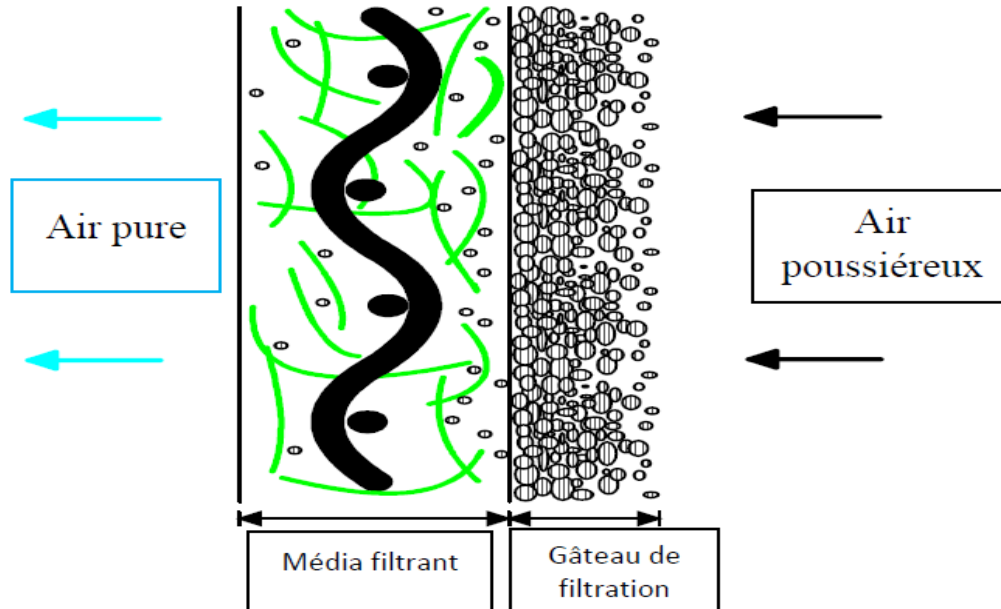 Air pure
Air
poussiéreux
Média filtrant
Gâteau de
filtration